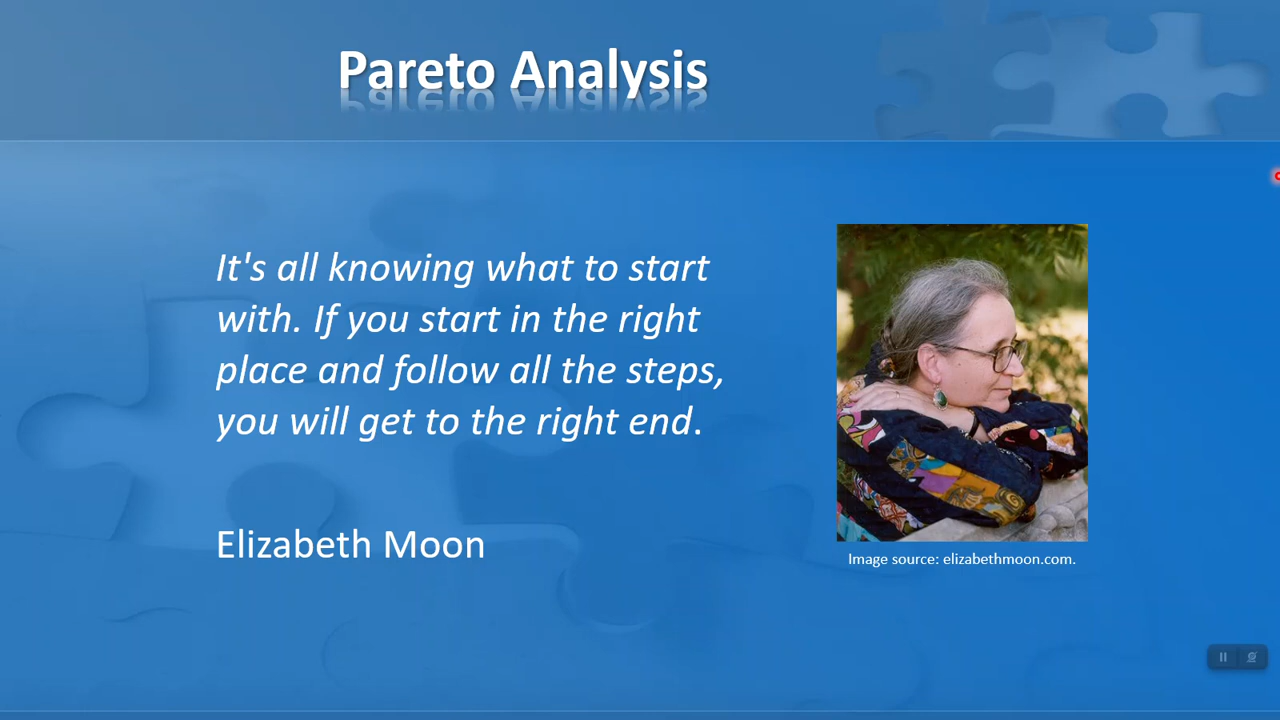 Pareto Analysis
It's all knowing what to start
with. If you start in the right
place and follow all the steps,
you will get to the right end.
Elizabeth Moon
Image source: elizabethmoon.com.